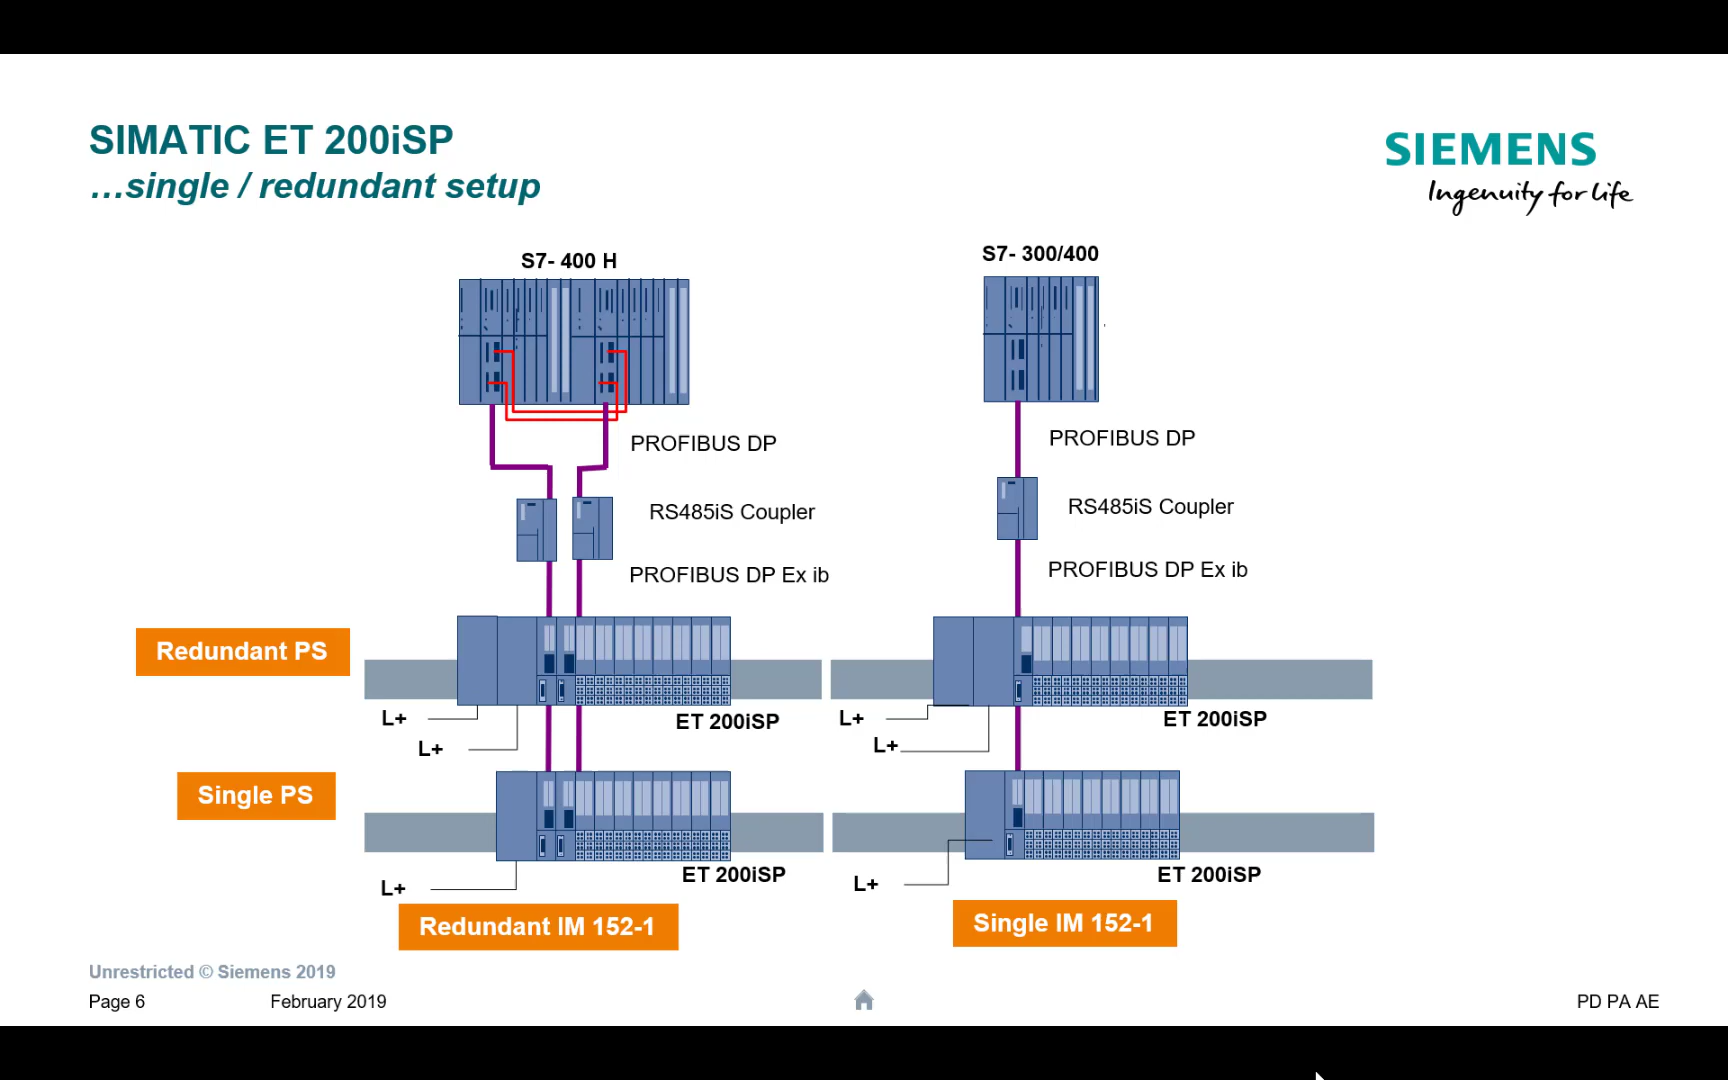 SIMATIC ET 200iSP
...single / redundant setup
SIEMENS
Ingenuity for life
S7- 400 H
S7- 300/400
PROFIBUS DP
PROFIBUS DP
RS485iS Coupler
RS485iS Coupler
PROFIBUS DP Ex ib
PROFIBUS DP Ex ib
Redundant PS
L+
ET 200iSP
L+
L+
ET 200iSP
L+
Single PS
L+
ET 200iSP
L+
ET 200iSP
Redundant IM 152-1
Single IM 152-1
Unrestricted © Siemens 2019
Page 6
February 2019
PD PA AE